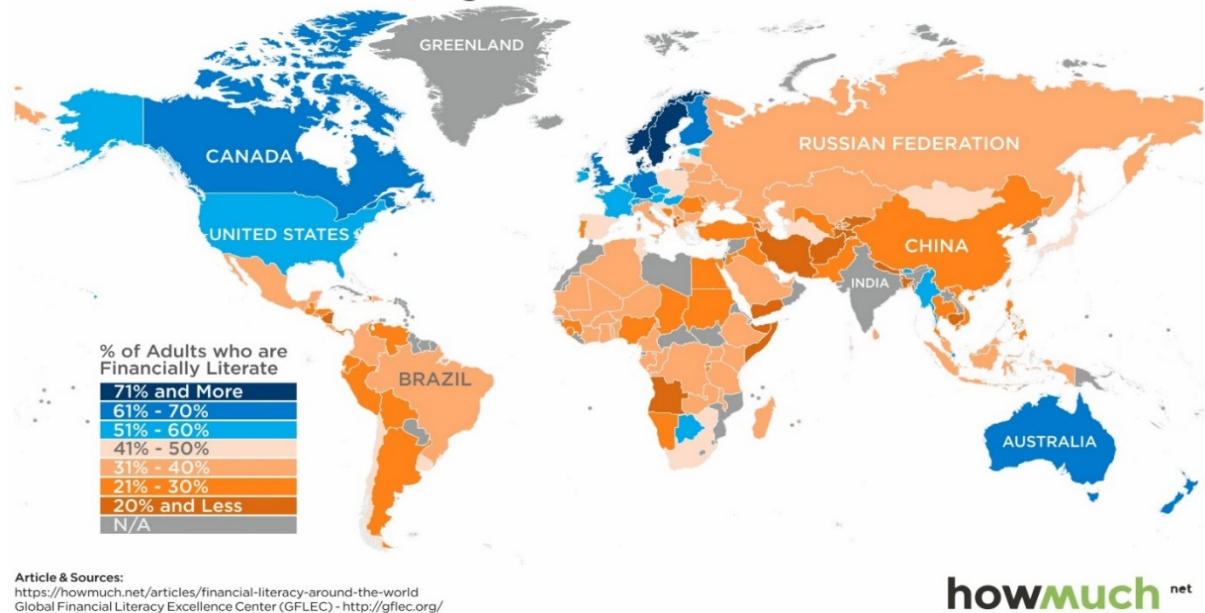 GREENLAND
CANADA
RUSSIAN FEDERATION
UNITED STATES
CHINA
INDIA
BRAZIL
AUSTRALIA
% of Adults who are
Financially Literate
71% and More
61% - 70%
51% - 60%
41% - 50%
31% - 40%
21% - 30%
20% and Less
N/A
Article & Sources:
https://howmuch.net/articles/financial-literacy-around-the-world
Global Financial Literacy Excellence Center (GFLEC) - http://gflec.org/
howmuch net